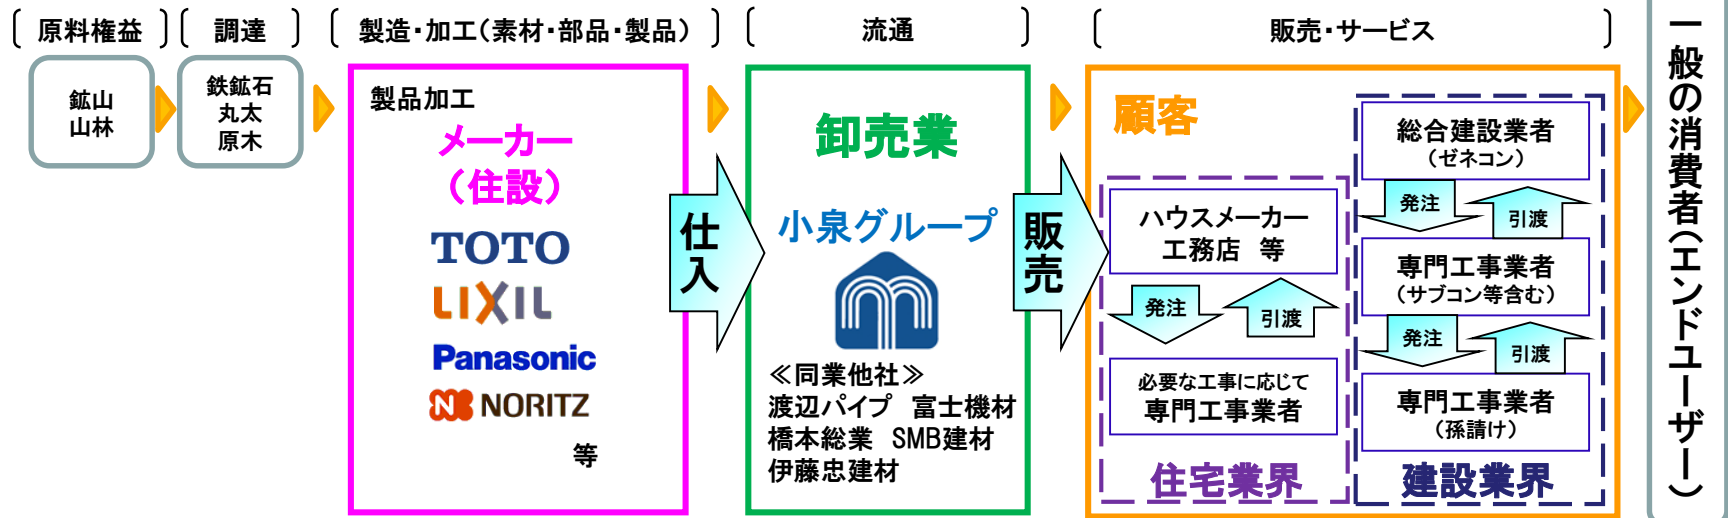 〔 原料権益 〕
鉱山
山林
〔 調達 〕
鉄鉱石
丸太
原木
〔 製造・加工(素材・部品・製品) 〕
製品加工
メーカー
(住設)
TOTO
LIXIL
Panasonic
N NORITZ
等
仕入
〔 流通 〕
卸売業
小泉グループ
≪同業他社≫
渡辺パイプ 富士機材
橋本総業 SMB建材
伊藤忠建材
販売
〔 販売・サービス 〕
顧客
ハウスメーカー
工務店 等
発注
引渡
必要な工事に応じて
専門工事業者
住宅業界
総合建設業者
(ゼネコン)
発注
引渡
専門工事業者
(サブコン等含む)
発注
引渡
専門工事業者
(孫請け)
建設業界
一般の消費者(エンドユーザー)